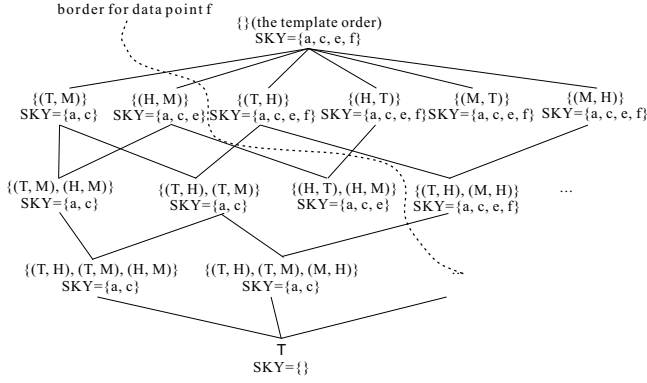 border for data point f
{}(the template order)
SKY={a, c, e, f}
{(T, M)} {(H, M)} {(T, H)} {(H, T)} {(M, T)} {(M, H)}
SKY={a, c} SKY={a, c, e} SKY={a, c, e, f} SKY={a, c, e, f} SKY={a, c, e, f} SKY={a, c, e, f}
{(T, M), (H, M)} {(T, H), (T, M)} {(H, T), (H, M)} {(T, H), (M, H)} ...
SKY={a, c} SKY={a, c} SKY={a, c, e} SKY={a, c, e, f}
{(T, H), (T, M), (H, M)} {(T, H), (T, M), (M, H)} ...
SKY={a, c} SKY={a, c}
T
SKY={}